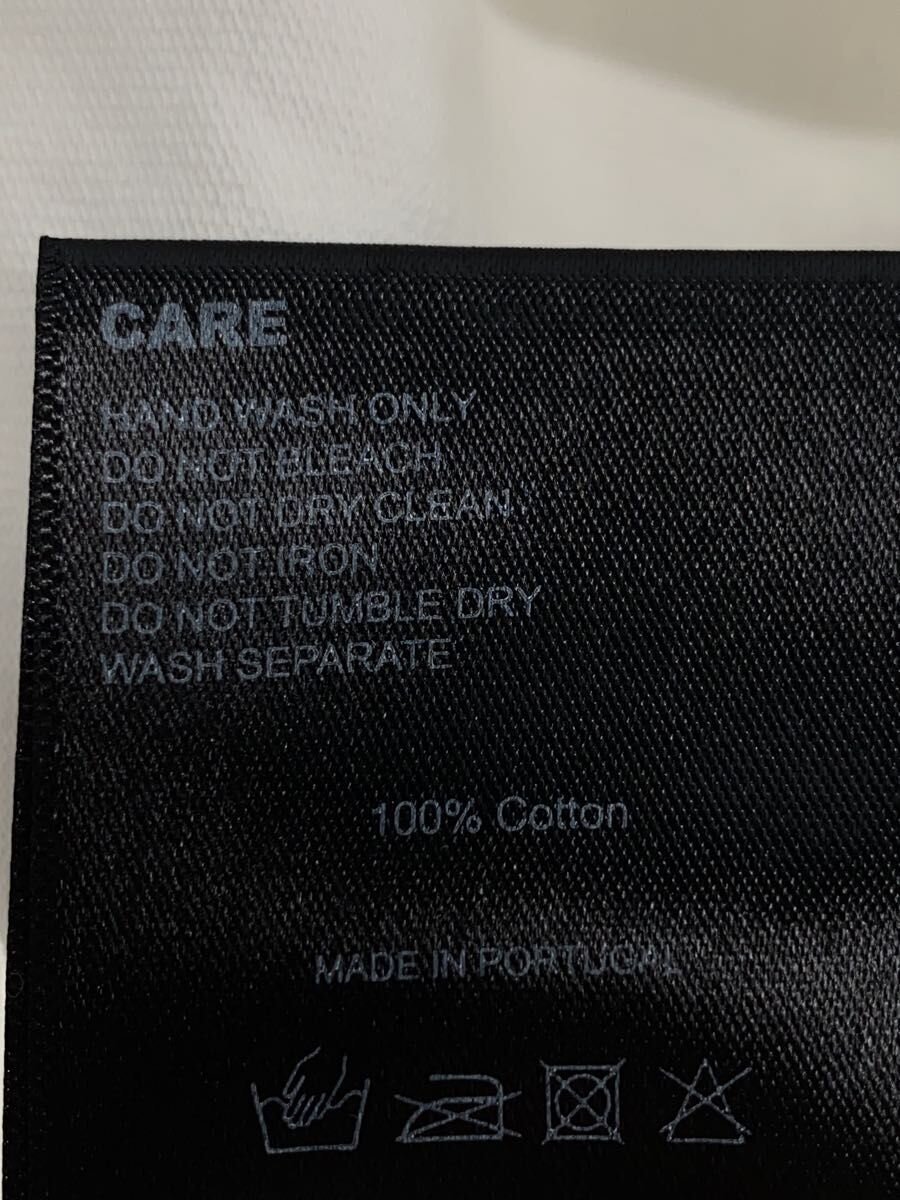 CARE
HAND WASH ONLY
DO NOT BLEACH
DO NOT DRY CLEAN
DO NOT IRON
DO NOT TUMBLE DRY
WASH SEPARATE
100% Cotton
MADE IN PORTUGAL